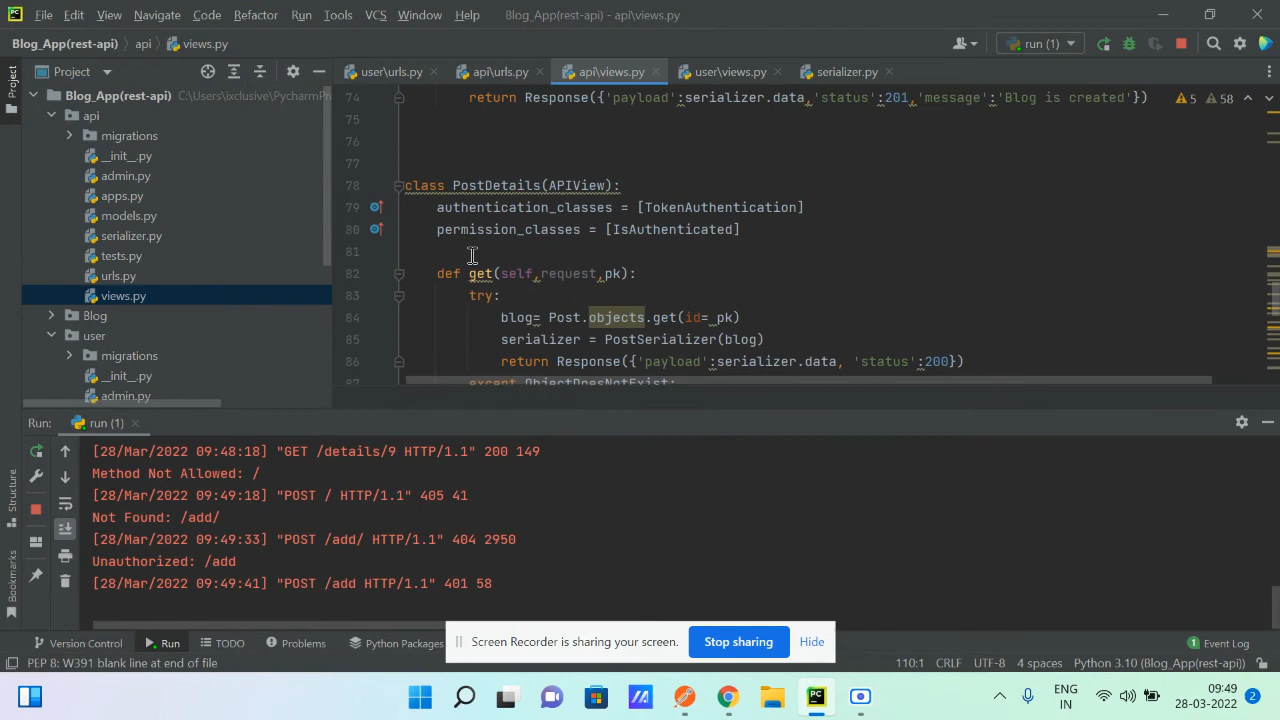 File Edit View Navigate Code Refactor Run Tools VCS Window Help Blog_App(rest-api) - api\views.py
Blog_App(rest-api) api views.py run (1)
Project
Project
user\urls.py api\urls.py api\views.py user\views.py serializer.py
Blog_App(rest-api) C:\Users\ixclusive\PycharmPr
api
migrations
__init__.py
admin.py
apps.py
models.py
serializer.py
tests.py
urls.py
views.py
Blog
user
migrations
__init__.py
admin.py
74 return Response({'payload':serializer.data,'status':201,'message':'Blog is created'}) 5 58
75
76
77
78 class PostDetails(APIView):
79 authentication_classes = [TokenAuthentication]
80 permission_classes = [IsAuthenticated]
81
82 def get(self,request,pk):
83 try:
84 blog= Post.objects.get(id= pk)
85 serializer = PostSerializer(blog)
86 return Response({'payload':serializer.data, 'status':200})
87 except ObjectDoesNotExist:
Run: run (1)
[28/Mar/2022 09:48:18] "GET /details/9 HTTP/1.1" 200 149
Method Not Allowed: /
[28/Mar/2022 09:49:18] "POST / HTTP/1.1" 405 41
Not Found: /add/
[28/Mar/2022 09:49:33] "POST /add/ HTTP/1.1" 404 2950
Unauthorized: /add
[28/Mar/2022 09:49:41] "POST /add HTTP/1.1" 401 58
Structure
Bookmarks
Version Control Run TODO Problems Python Packages 1 Event Log
Screen Recorder is sharing your screen. Stop sharing Hide
PEP 8: W391 blank line at end of file 110:1 CRLF UTF-8 4 spaces Python 3.10 (Blog_App(rest-api))
ENG
IN
09:49
28-03-2022
2